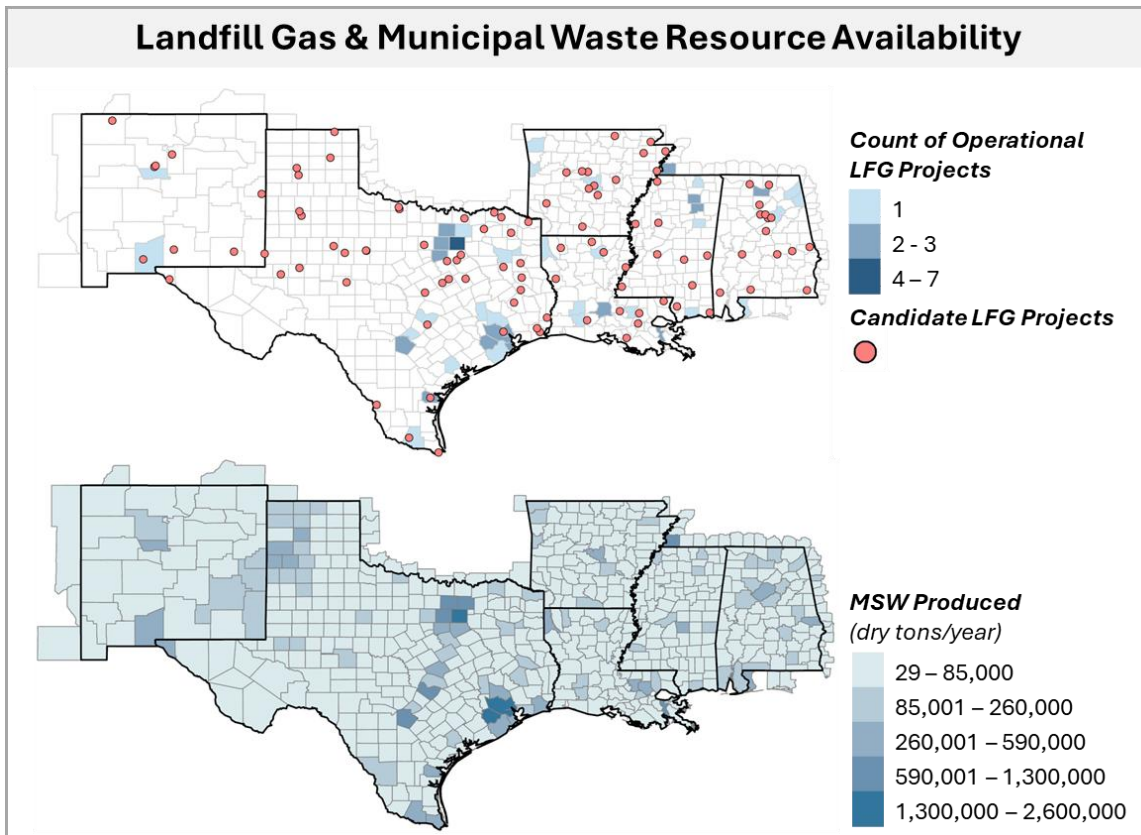 Landfill Gas & Municipal Waste Resource Availability
Count of Operational
LFG Projects
1
2 - 3
4 – 7
Candidate LFG Projects
MSW Produced
(dry tons/year)
29 – 85,000
85,001 – 260,000
260,001 – 590,000
590,001 – 1,300,000
1,300,000 – 2,600,000